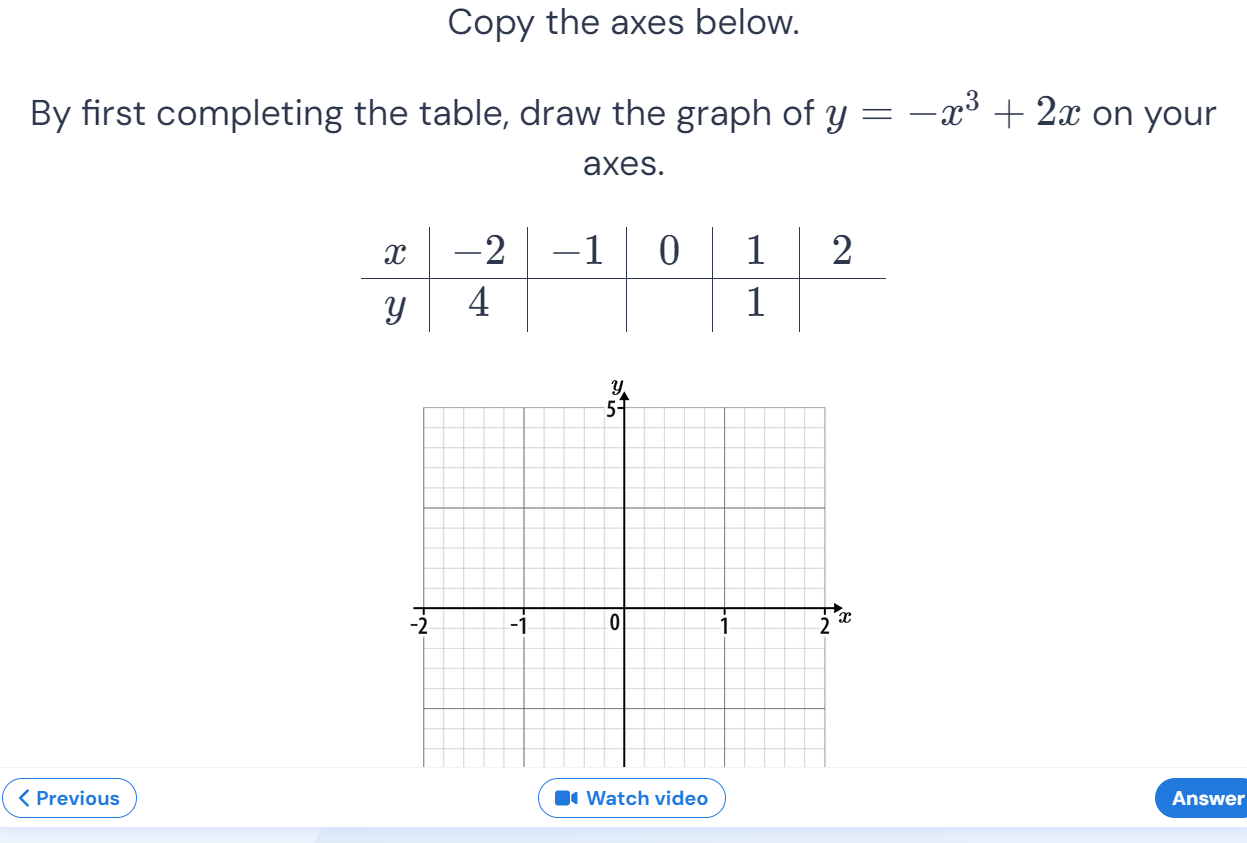 Copy the axes below.
By first completing the table, draw the graph of y = −x³ + 2x on your
axes.
x −2 −1 0 1 2
y 4 1
y
5
-2 -1 0 1 2 x
Previous Watch video Answer